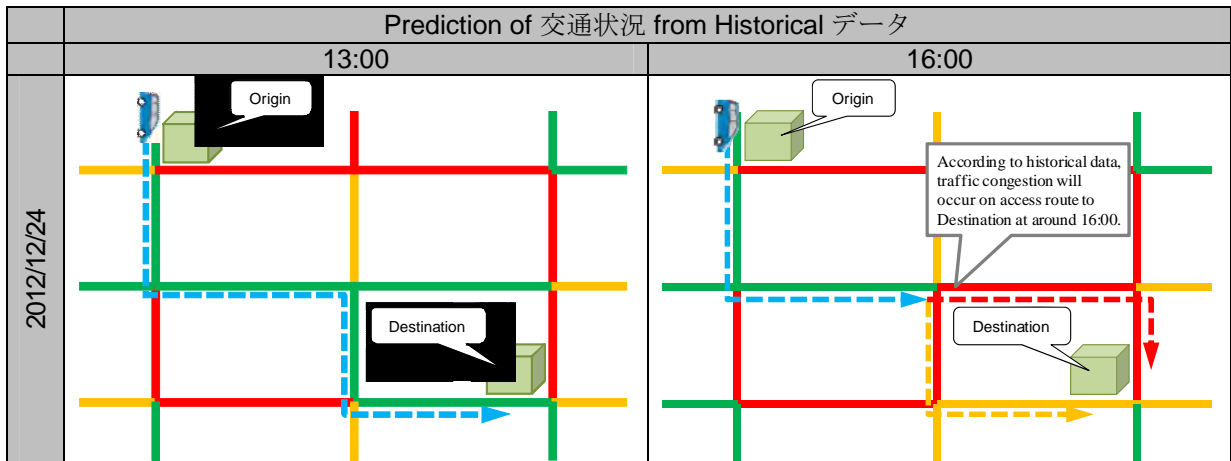 Prediction of 交通状況 from Historical データ
13:00
16:00
2012/12/24
Origin
Destination
Origin
According to historical data,
traffic congestion will
occur on access route to
Destination at around 16:00.
Destination